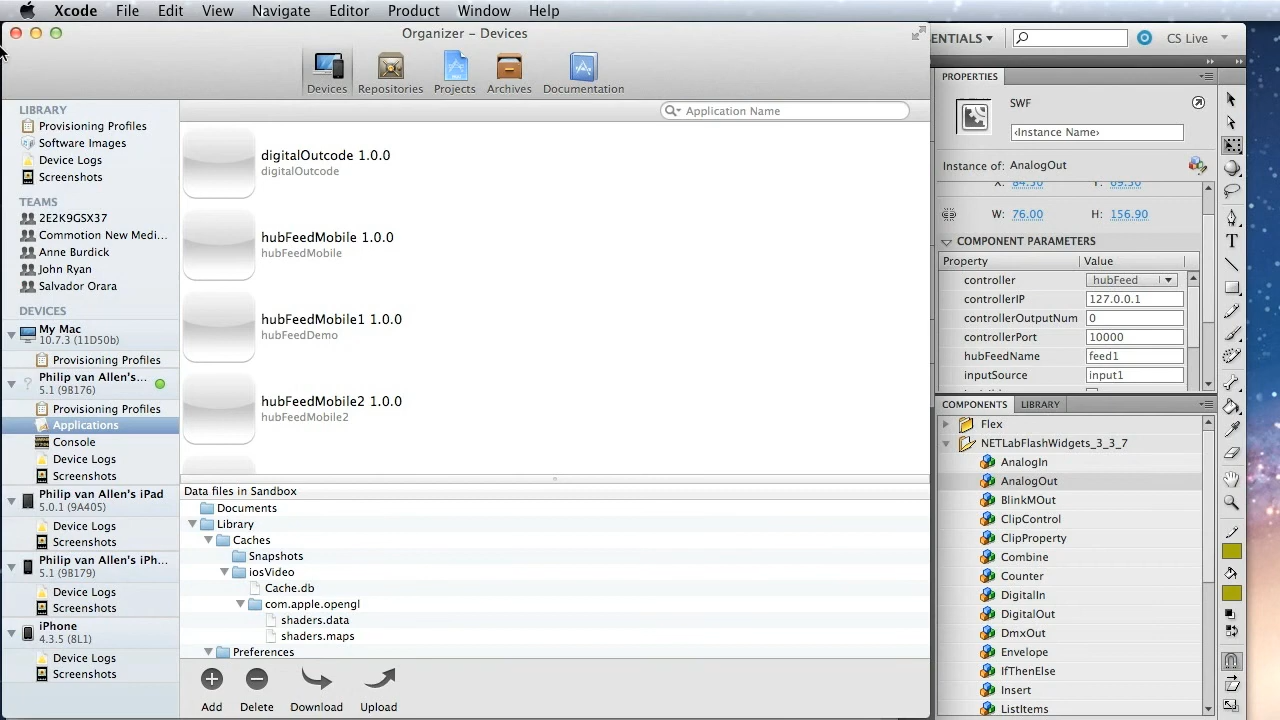 Xcode File Edit View Navigate Editor Product Window Help
Organizer – Devices
Devices Repositories Projects Archives Documentation
Application Name
LIBRARY
Provisioning Profiles
Software Images
Device Logs
Screenshots
TEAMS
2E2K9GSX37
Commotion New Medi...
Anne Burdick
John Ryan
Salvador Orara
DEVICES
My Mac
10.7.3 (11D50b)
Provisioning Profiles
Philip van Allen's...
5.1 (9B176)
Provisioning Profiles
Applications
Console
Device Logs
Screenshots
Philip van Allen's iPad
5.0.1 (9A405)
Device Logs
Screenshots
Philip van Allen's iPh...
5.1 (9B179)
Device Logs
Screenshots
iPhone
4.3.5 (8L1)
Device Logs
Screenshots
digitalOutcode 1.0.0
digitalOutcode
hubFeedMobile 1.0.0
hubFeedMobile
hubFeedMobile1 1.0.0
hubFeedDemo
hubFeedMobile2 1.0.0
hubFeedMobile2
Data files in Sandbox
Documents
Library
Caches
Snapshots
iosVideo
Cache.db
com.apple.opengl
shaders.data
shaders.maps
Preferences
Add Delete Download Upload
ENTIALS CS Live
PROPERTIES
SWF
<Instance Name>
Instance of: AnalogOut
X: 84.50 Y: 69.50
W: 76.00 H: 156.90
COMPONENT PARAMETERS
Property Value
controller hubFeed
controllerIP 127.0.0.1
controllerOutputNum 0
controllerPort 10000
hubFeedName feed1
inputSource input1
COMPONENTS LIBRARY
Flex
NETLabFlashWidgets_3_3_7
AnalogIn
AnalogOut
BlinkMOut
ClipControl
ClipProperty
Combine
Counter
DigitalIn
DigitalOut
DmxOut
Envelope
IfThenElse
Insert
ListItems